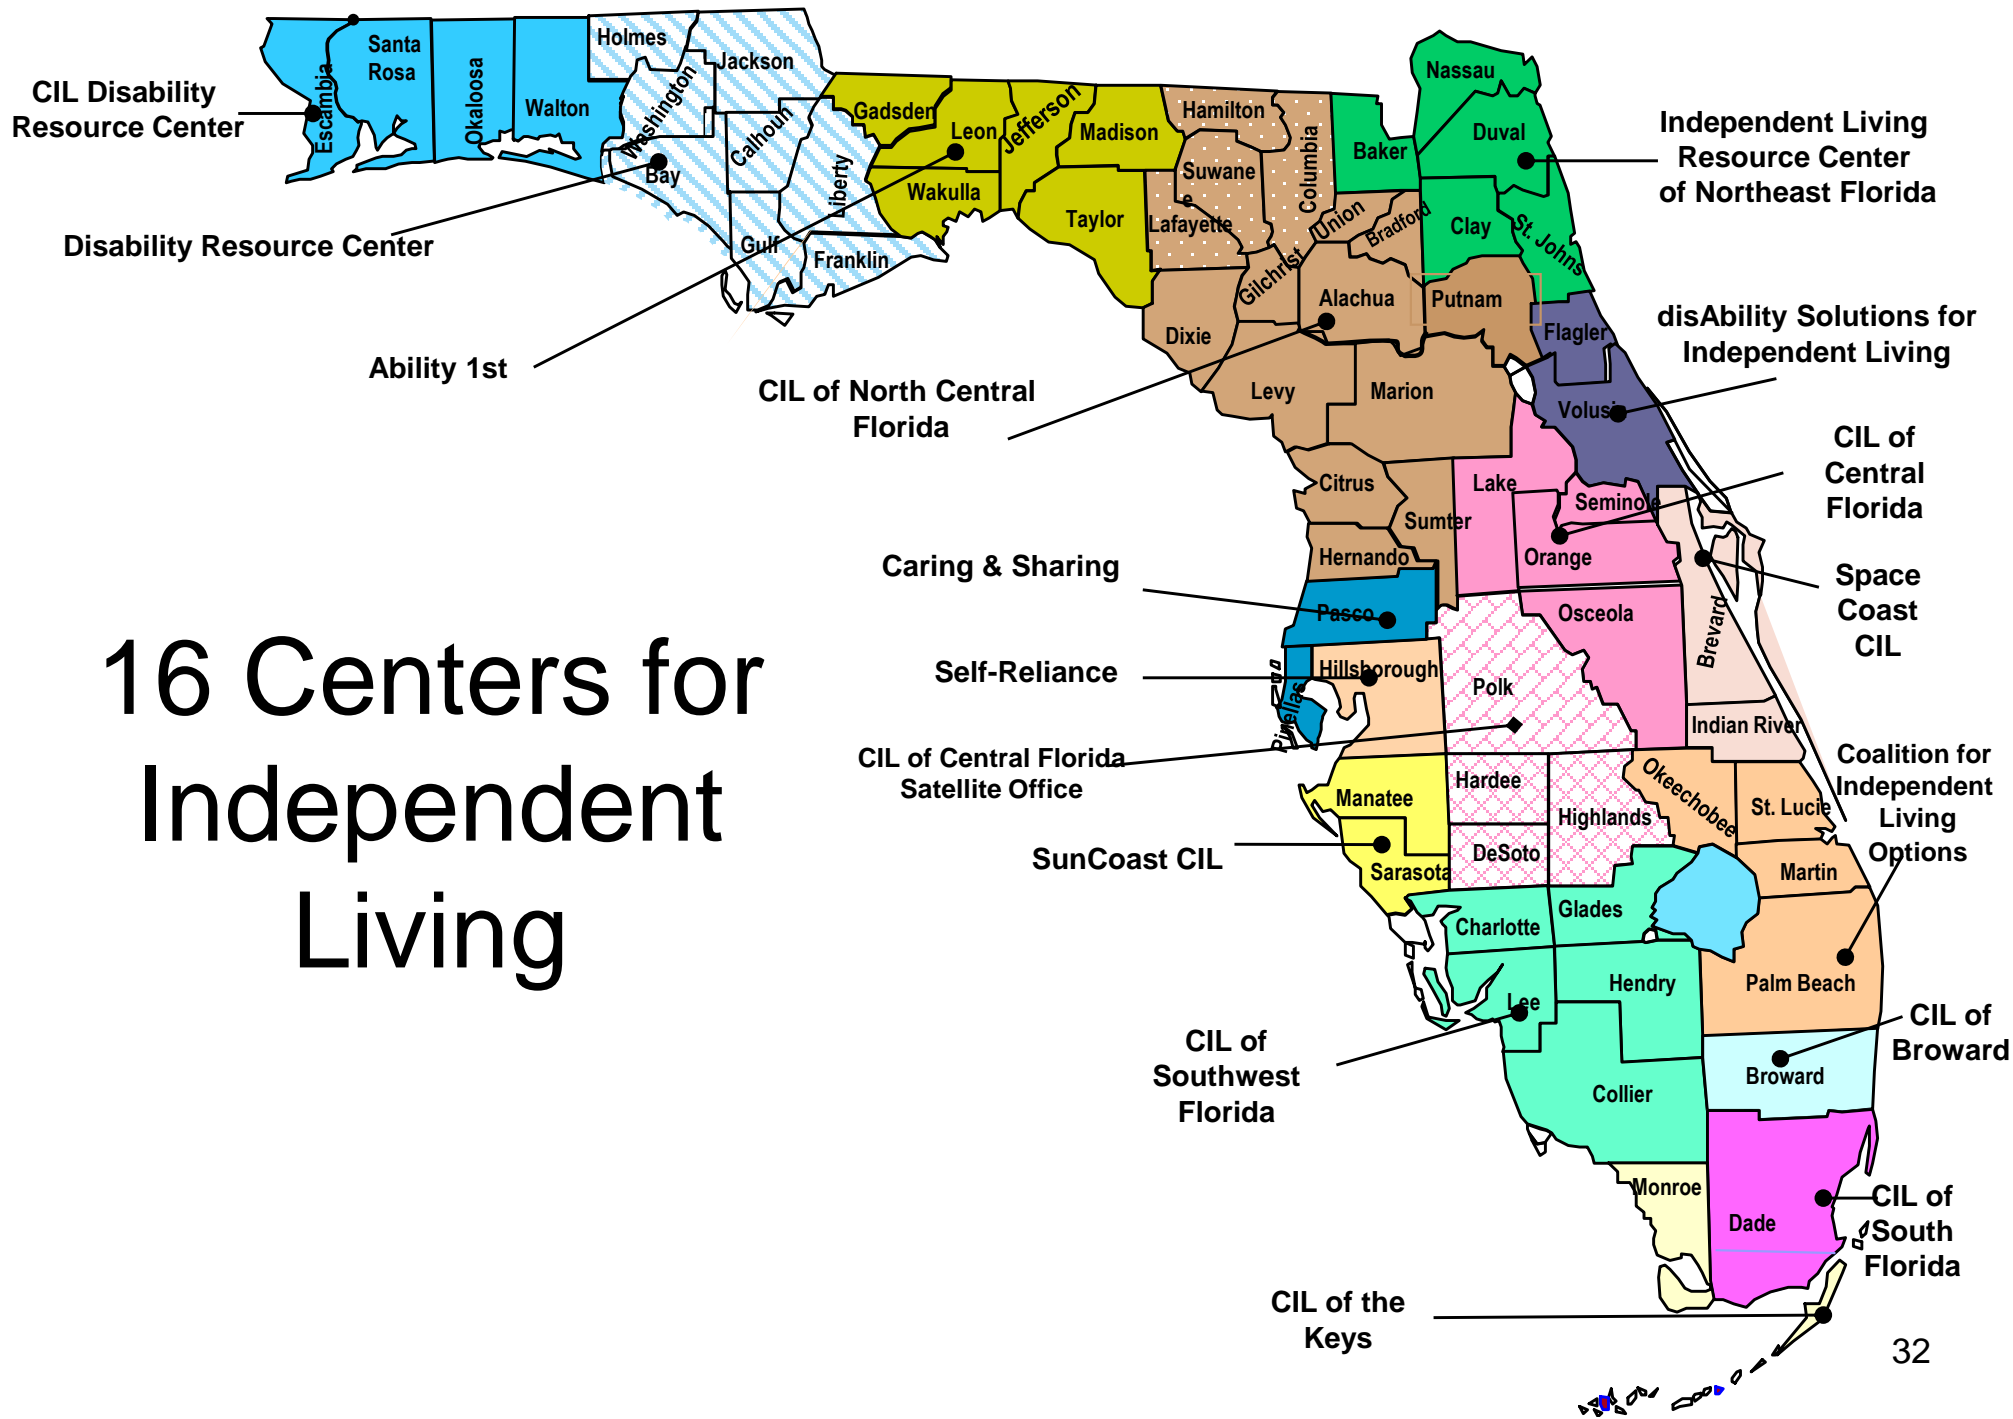 16 Centers for
Independent
Living
CIL Disability
Resource Center
Disability Resource Center
Ability 1st
CIL of North Central
Florida
Caring & Sharing
Self-Reliance
CIL of Central Florida
Satellite Office
SunCoast CIL
CIL of
Southwest
Florida
CIL of the
Keys
Independent Living
Resource Center
of Northeast Florida
disAbility Solutions for
Independent Living
CIL of
Central
Florida
Space
Coast
CIL
Coalition for
Independent
Living
Options
CIL of
Broward
CIL of
South
Florida
Escambia
Santa
Rosa
Okaloosa
Walton
Holmes
Jackson
Washington
Bay
Calhoun
Liberty
Gulf
Franklin
Gadsden
Leon
Jefferson
Madison
Wakulla
Taylor
Hamilton
Suwane
e
Columbia
Lafayette
Baker
Nassau
Duval
Union
Bradford
Clay
St. Johns
Gilchrist
Alachua
Putnam
Dixie
Flagler
Levy
Marion
Volusia
Citrus
Lake
Seminole
Sumter
Hernando
Orange
Pasco
Osceola
Brevard
Hillsborough
Pinellas
Polk
Indian River
Hardee
Okeechobee
Manatee
Highlands
St. Lucie
DeSoto
Sarasota
Martin
Glades
Charlotte
Hendry
Palm Beach
Lee
Broward
Collier
Monroe
Dade
32